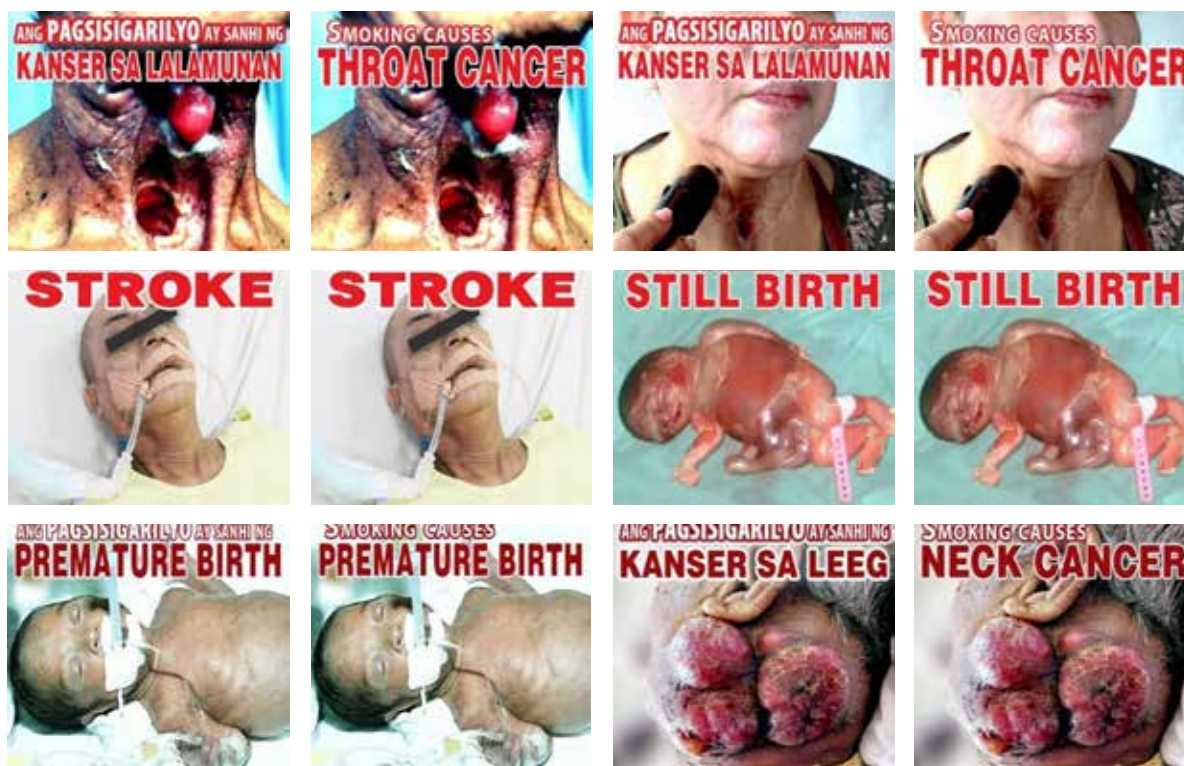 ANG PAGSISIGARILYO AY SANHI NG
KANSER SA LALAMUNAN
SMOKING CAUSES
THROAT CANCER
ANG PAGSISIGARILYO AY SANHI NG
KANSER SA LALAMUNAN
SMOKING CAUSES
THROAT CANCER
STROKE
STROKE
STILL BIRTH
STILL BIRTH
ANG PAGSISIGARILYO AY SANHI NG
PREMATURE BIRTH
SMOKING CAUSES
PREMATURE BIRTH
ANG PAGSISIGARILYO AY SANHI NG
KANSER SA LEEG
SMOKING CAUSES
NECK CANCER